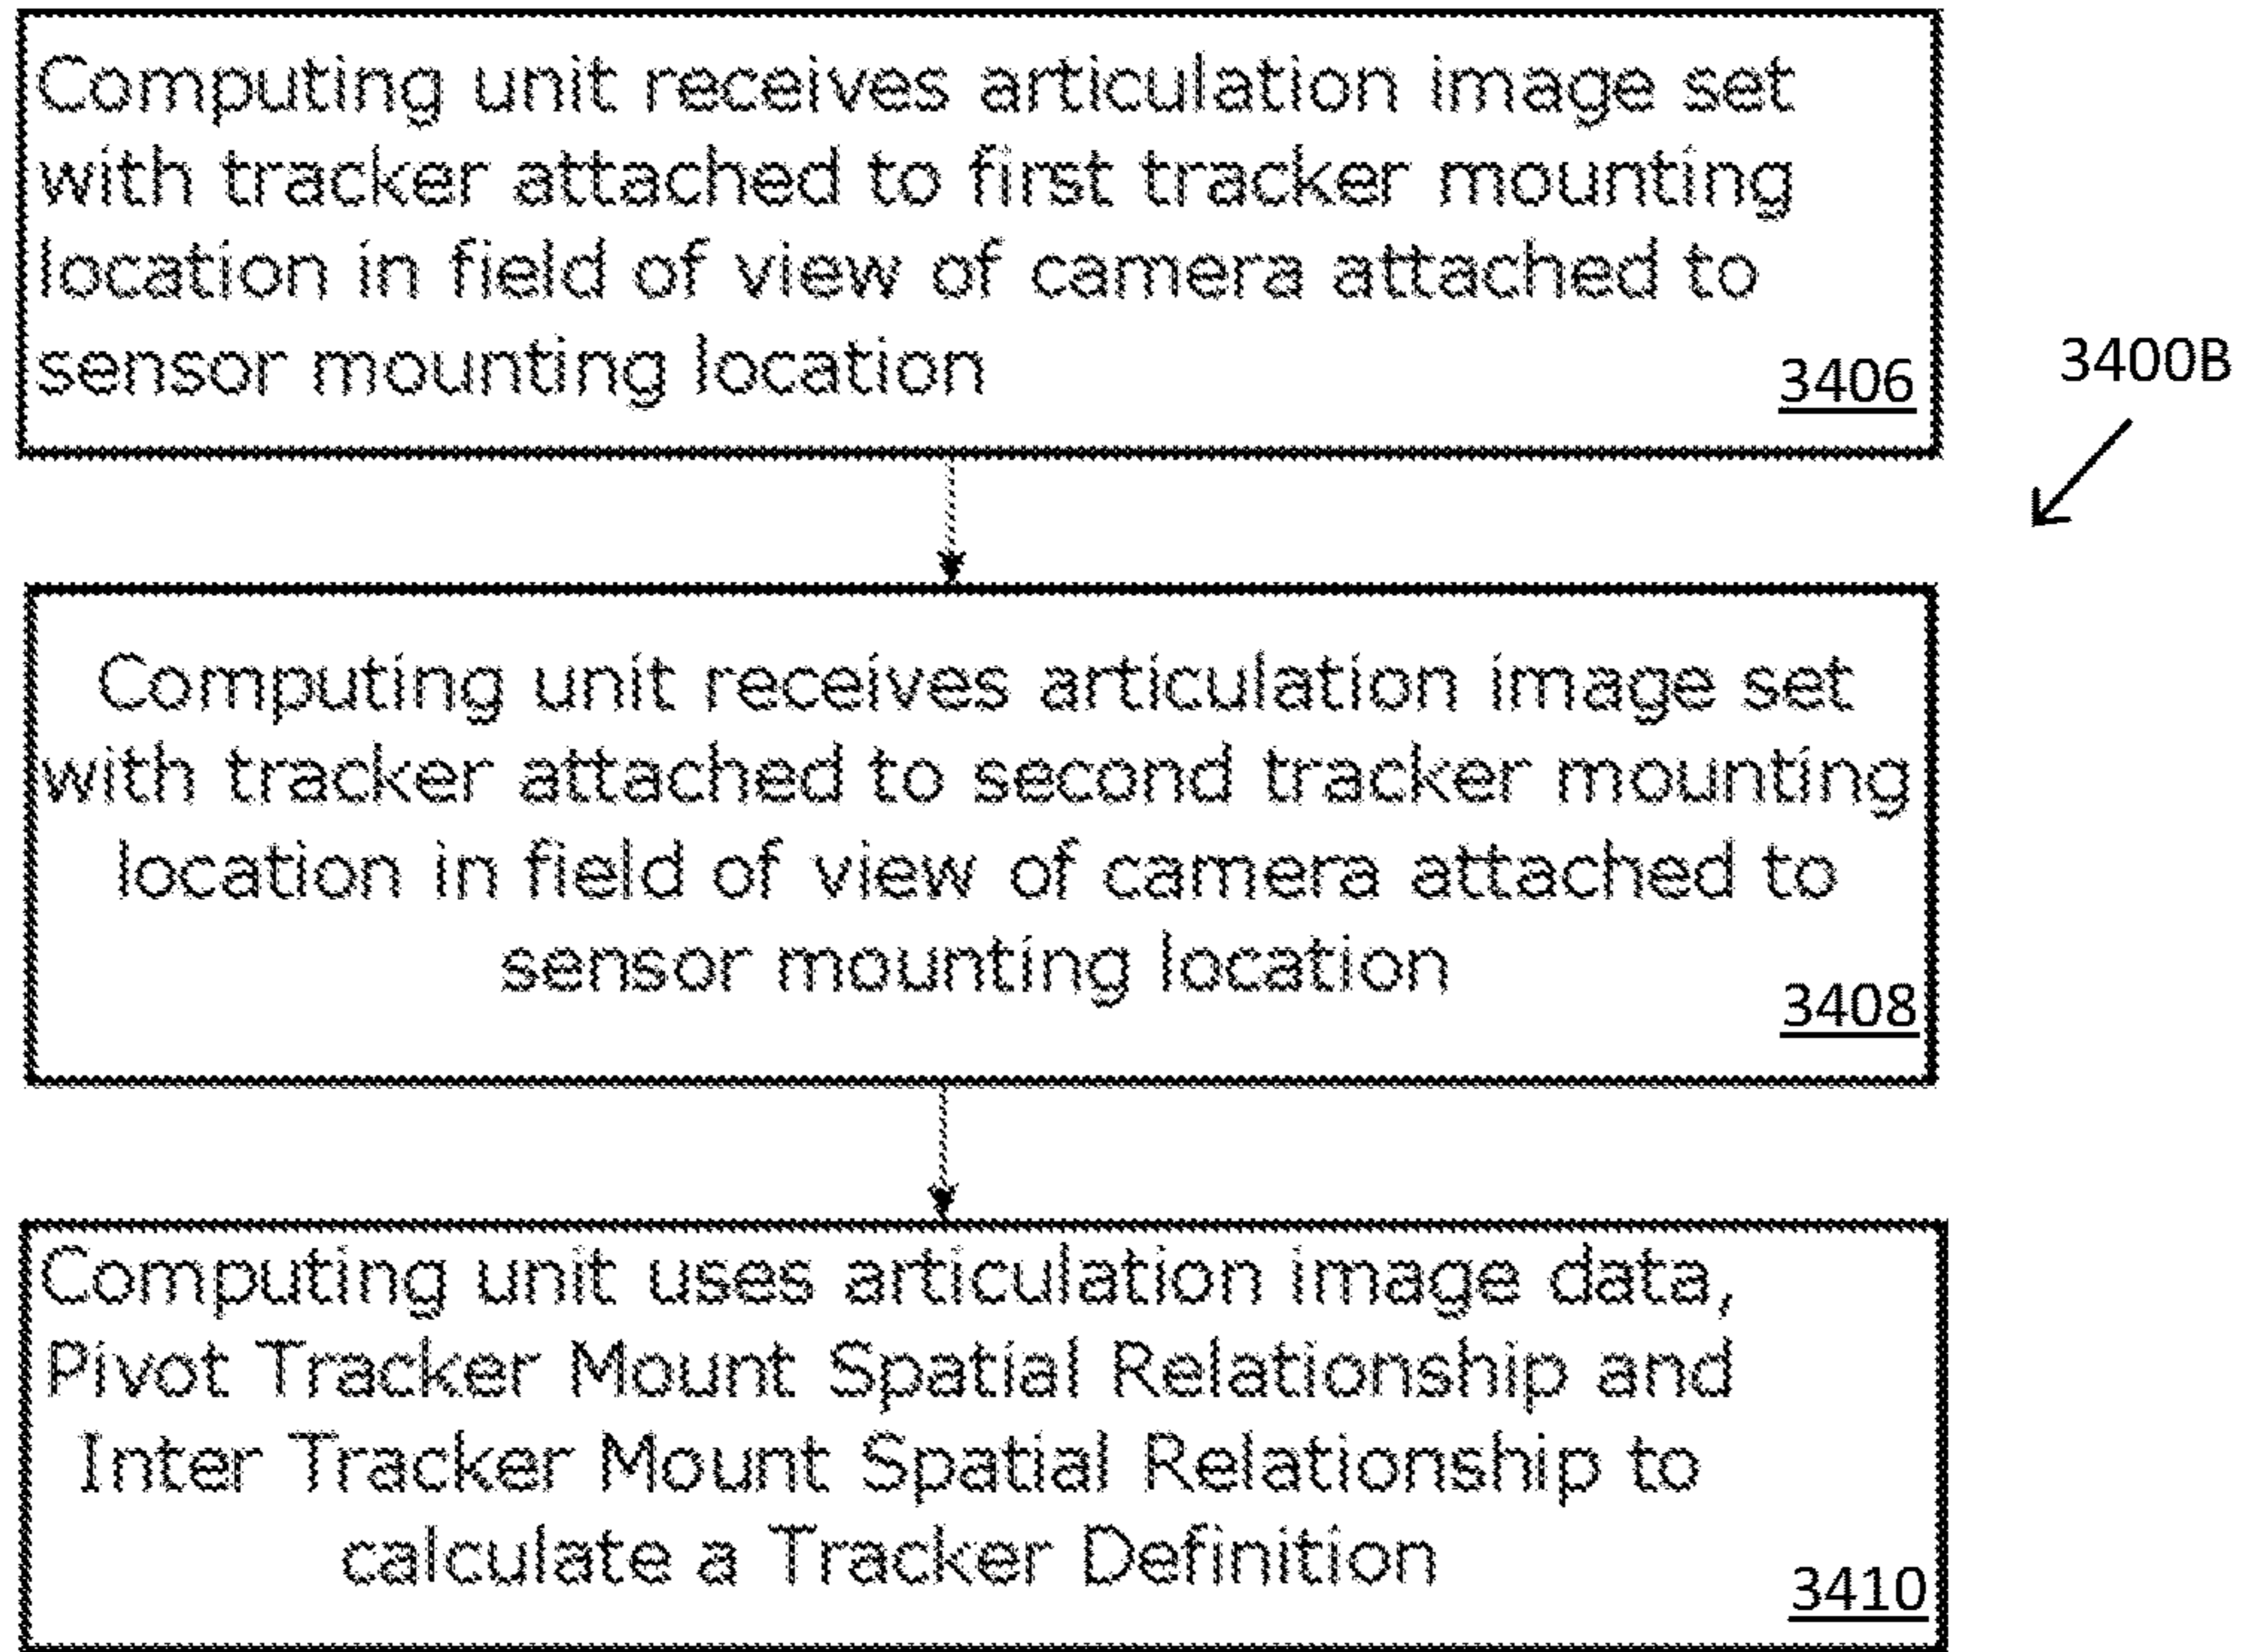 Computing unit receives articulation image set
with tracker attached to first tracker mounting
location in field of view of camera attached to
sensor mounting location
3406
3400B
Computing unit receives articulation image set
with tracker attached to second tracker mounting
location in field of view of camera attached to
sensor mounting location
3408
Computing unit uses articulation image data,
Pivot Tracker Mount Spatial Relationship and
Inter Tracker Mount Spatial Relationship to
calculate a Tracker Definition
3410